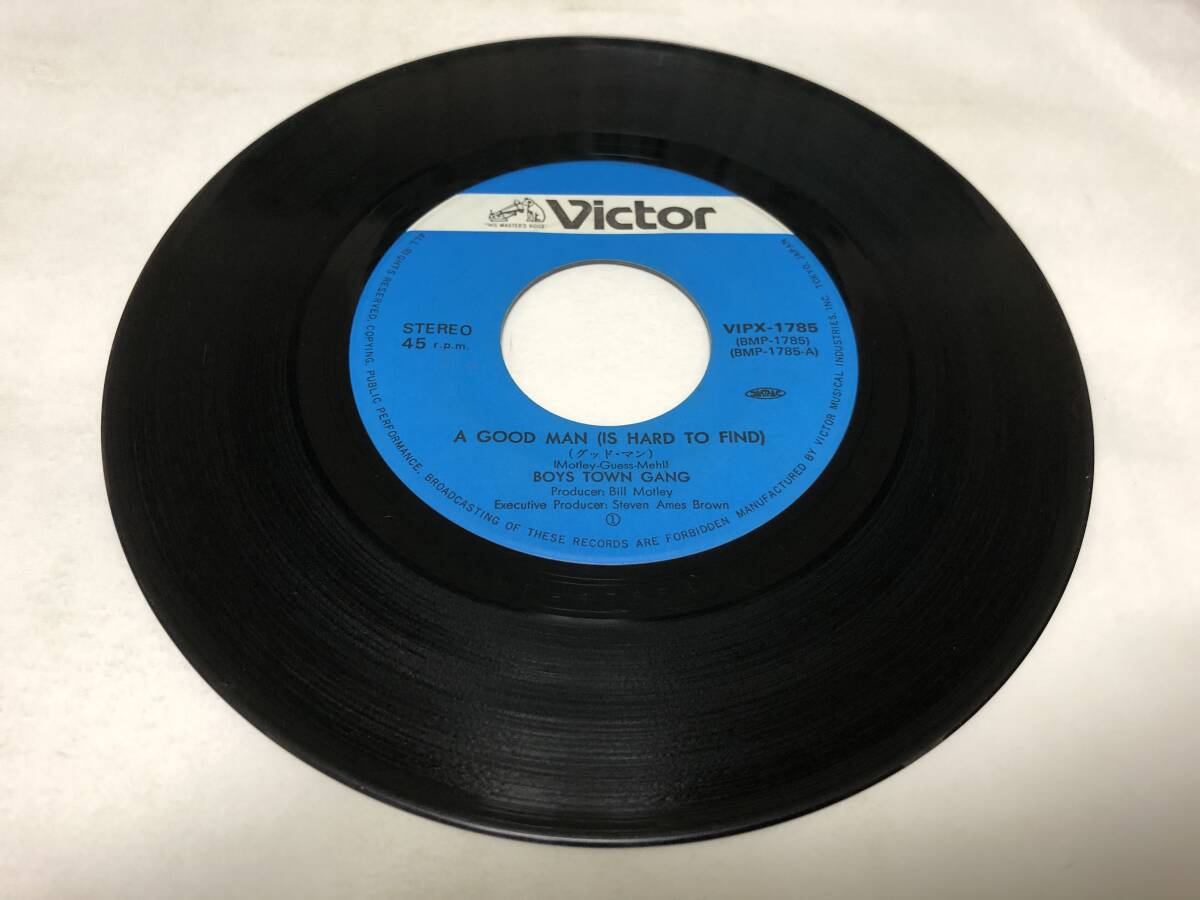 "HIS MASTER'S VOICE"
Victor
STEREO
45 r.p.m.
VIPX-1785
(BMP-1785)
(BMP-1785-A)
A GOOD MAN (IS HARD TO FIND)
(グッド・マン)
(Motley-Guess-Mehl)
BOYS TOWN GANG
Producer: Bill Motley
Executive Producer: Steven Ames Brown
①
ALL RIGHTS RESERVED. COPYING, PUBLIC PERFORMANCE, BROADCASTING OF THESE RECORDS ARE FORBIDDEN MANUFACTURED BY VICTOR MUSICAL INDUSTRIES, INC. TOKYO, JAPAN